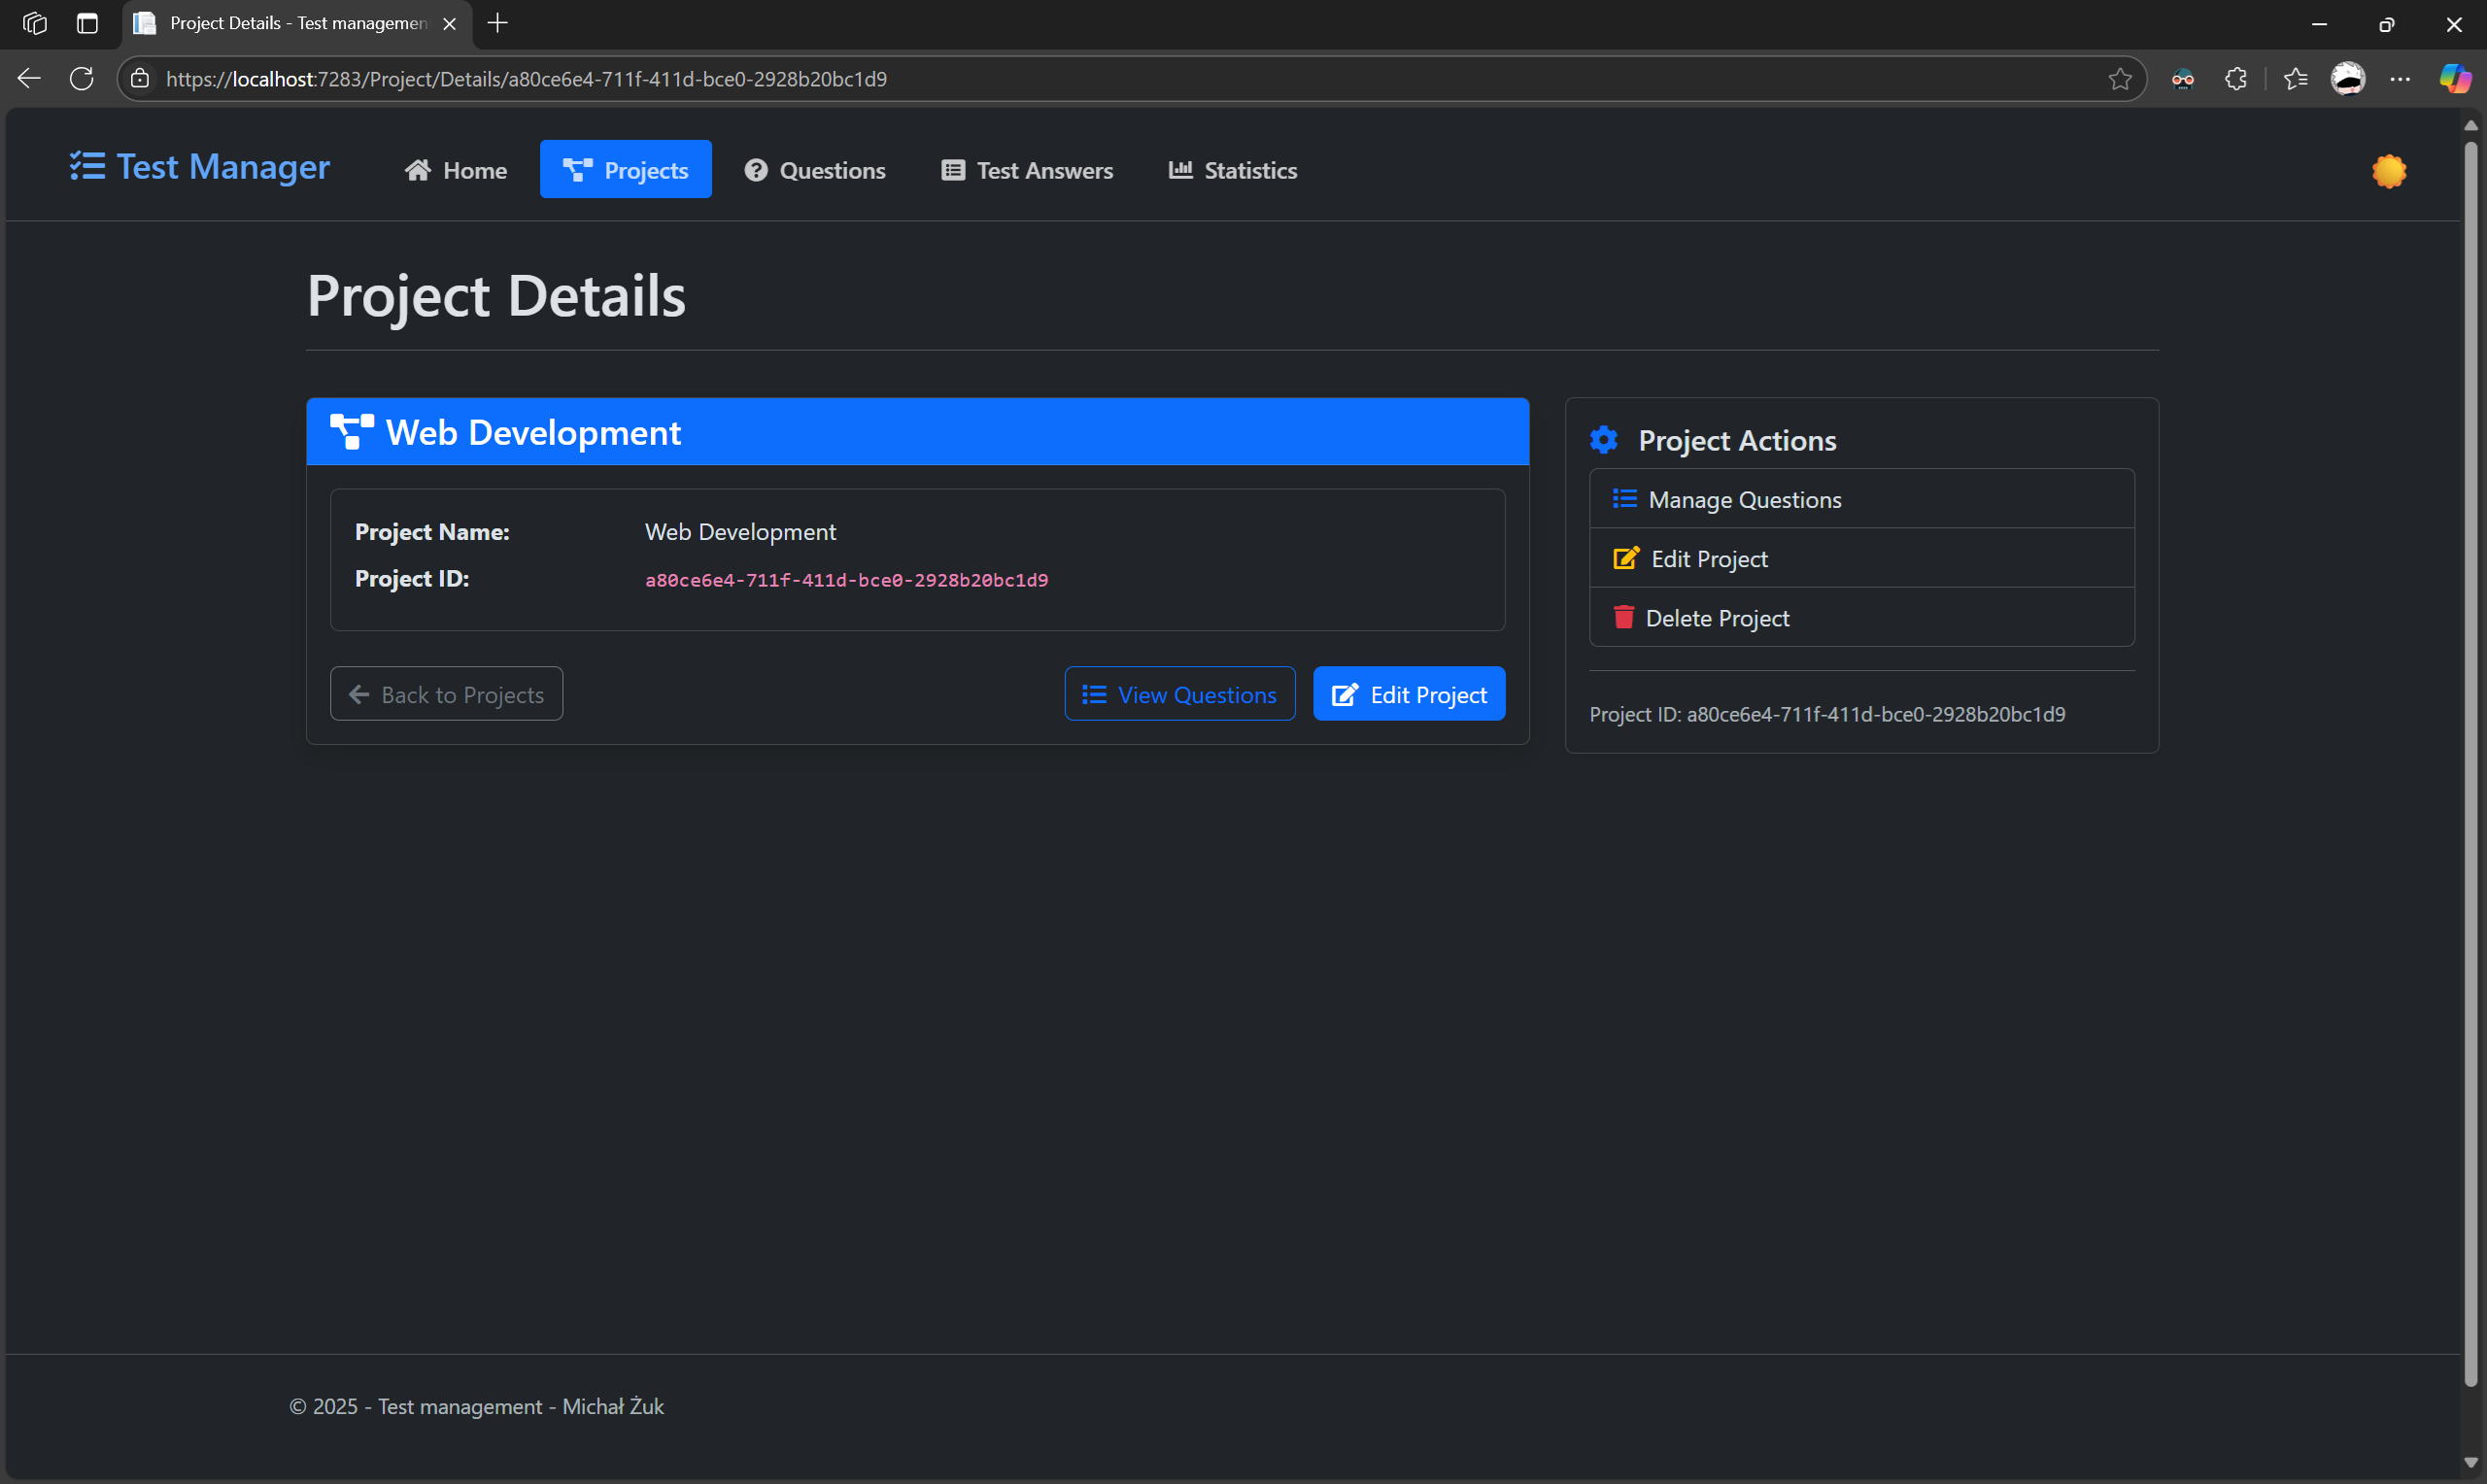 Project Details - Test managemen
https://localhost:7283/Project/Details/a80ce6e4-711f-411d-bce0-2928b20bc1d9
Test Manager
Home
Projects
Questions
Test Answers
Statistics
Project Details
Web Development
Project Name: Web Development
Project ID: a80ce6e4-711f-411d-bce0-2928b20bc1d9
Back to Projects
View Questions
Edit Project
Project Actions
Manage Questions
Edit Project
Delete Project
Project ID: a80ce6e4-711f-411d-bce0-2928b20bc1d9
© 2025 - Test management - Michał Żuk